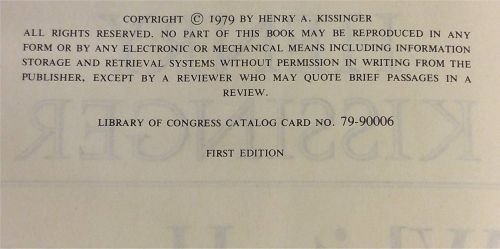 COPYRIGHT © 1979 BY HENRY A. KISSINGER
ALL RIGHTS RESERVED. NO PART OF THIS BOOK MAY BE REPRODUCED IN ANY
FORM OR BY ANY ELECTRONIC OR MECHANICAL MEANS INCLUDING INFORMATION
STORAGE AND RETRIEVAL SYSTEMS WITHOUT PERMISSION IN WRITING FROM THE
PUBLISHER, EXCEPT BY A REVIEWER WHO MAY QUOTE BRIEF PASSAGES IN A
REVIEW.
LIBRARY OF CONGRESS CATALOG CARD NO. 79-90006
FIRST EDITION
KISSINGER